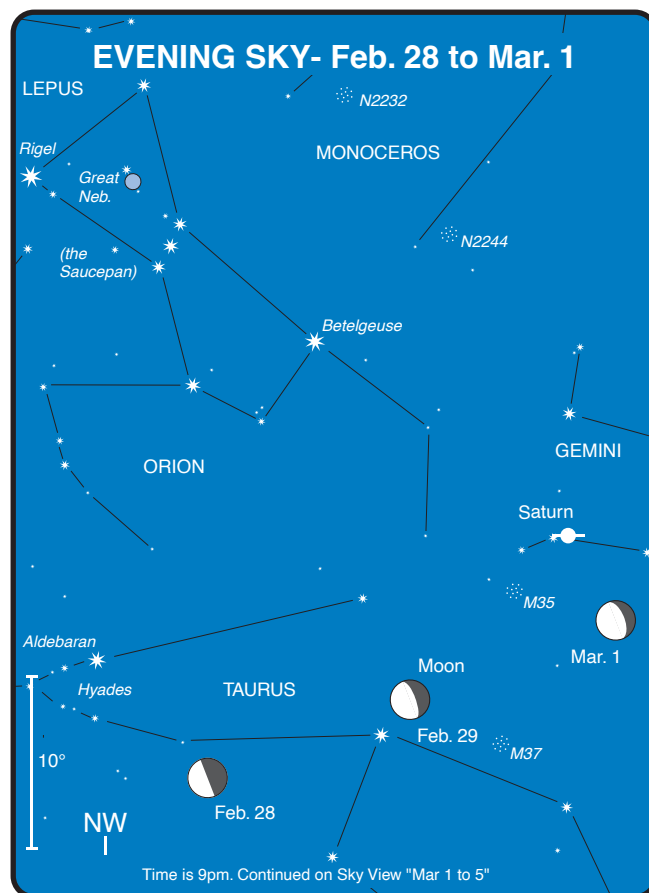 EVENING SKY- Feb. 28 to Mar. 1
LEPUS
N2232
MONOCEROS
Rigel
Great
Neb.
N2244
(the
Saucepan)
Betelgeuse
GEMINI
ORION
Saturn
M35
Aldebaran
Mar. 1
Moon
Hyades
TAURUS
Feb. 29
M37
10°
Feb. 28
NW
Time is 9pm. Continued on Sky View "Mar 1 to 5"